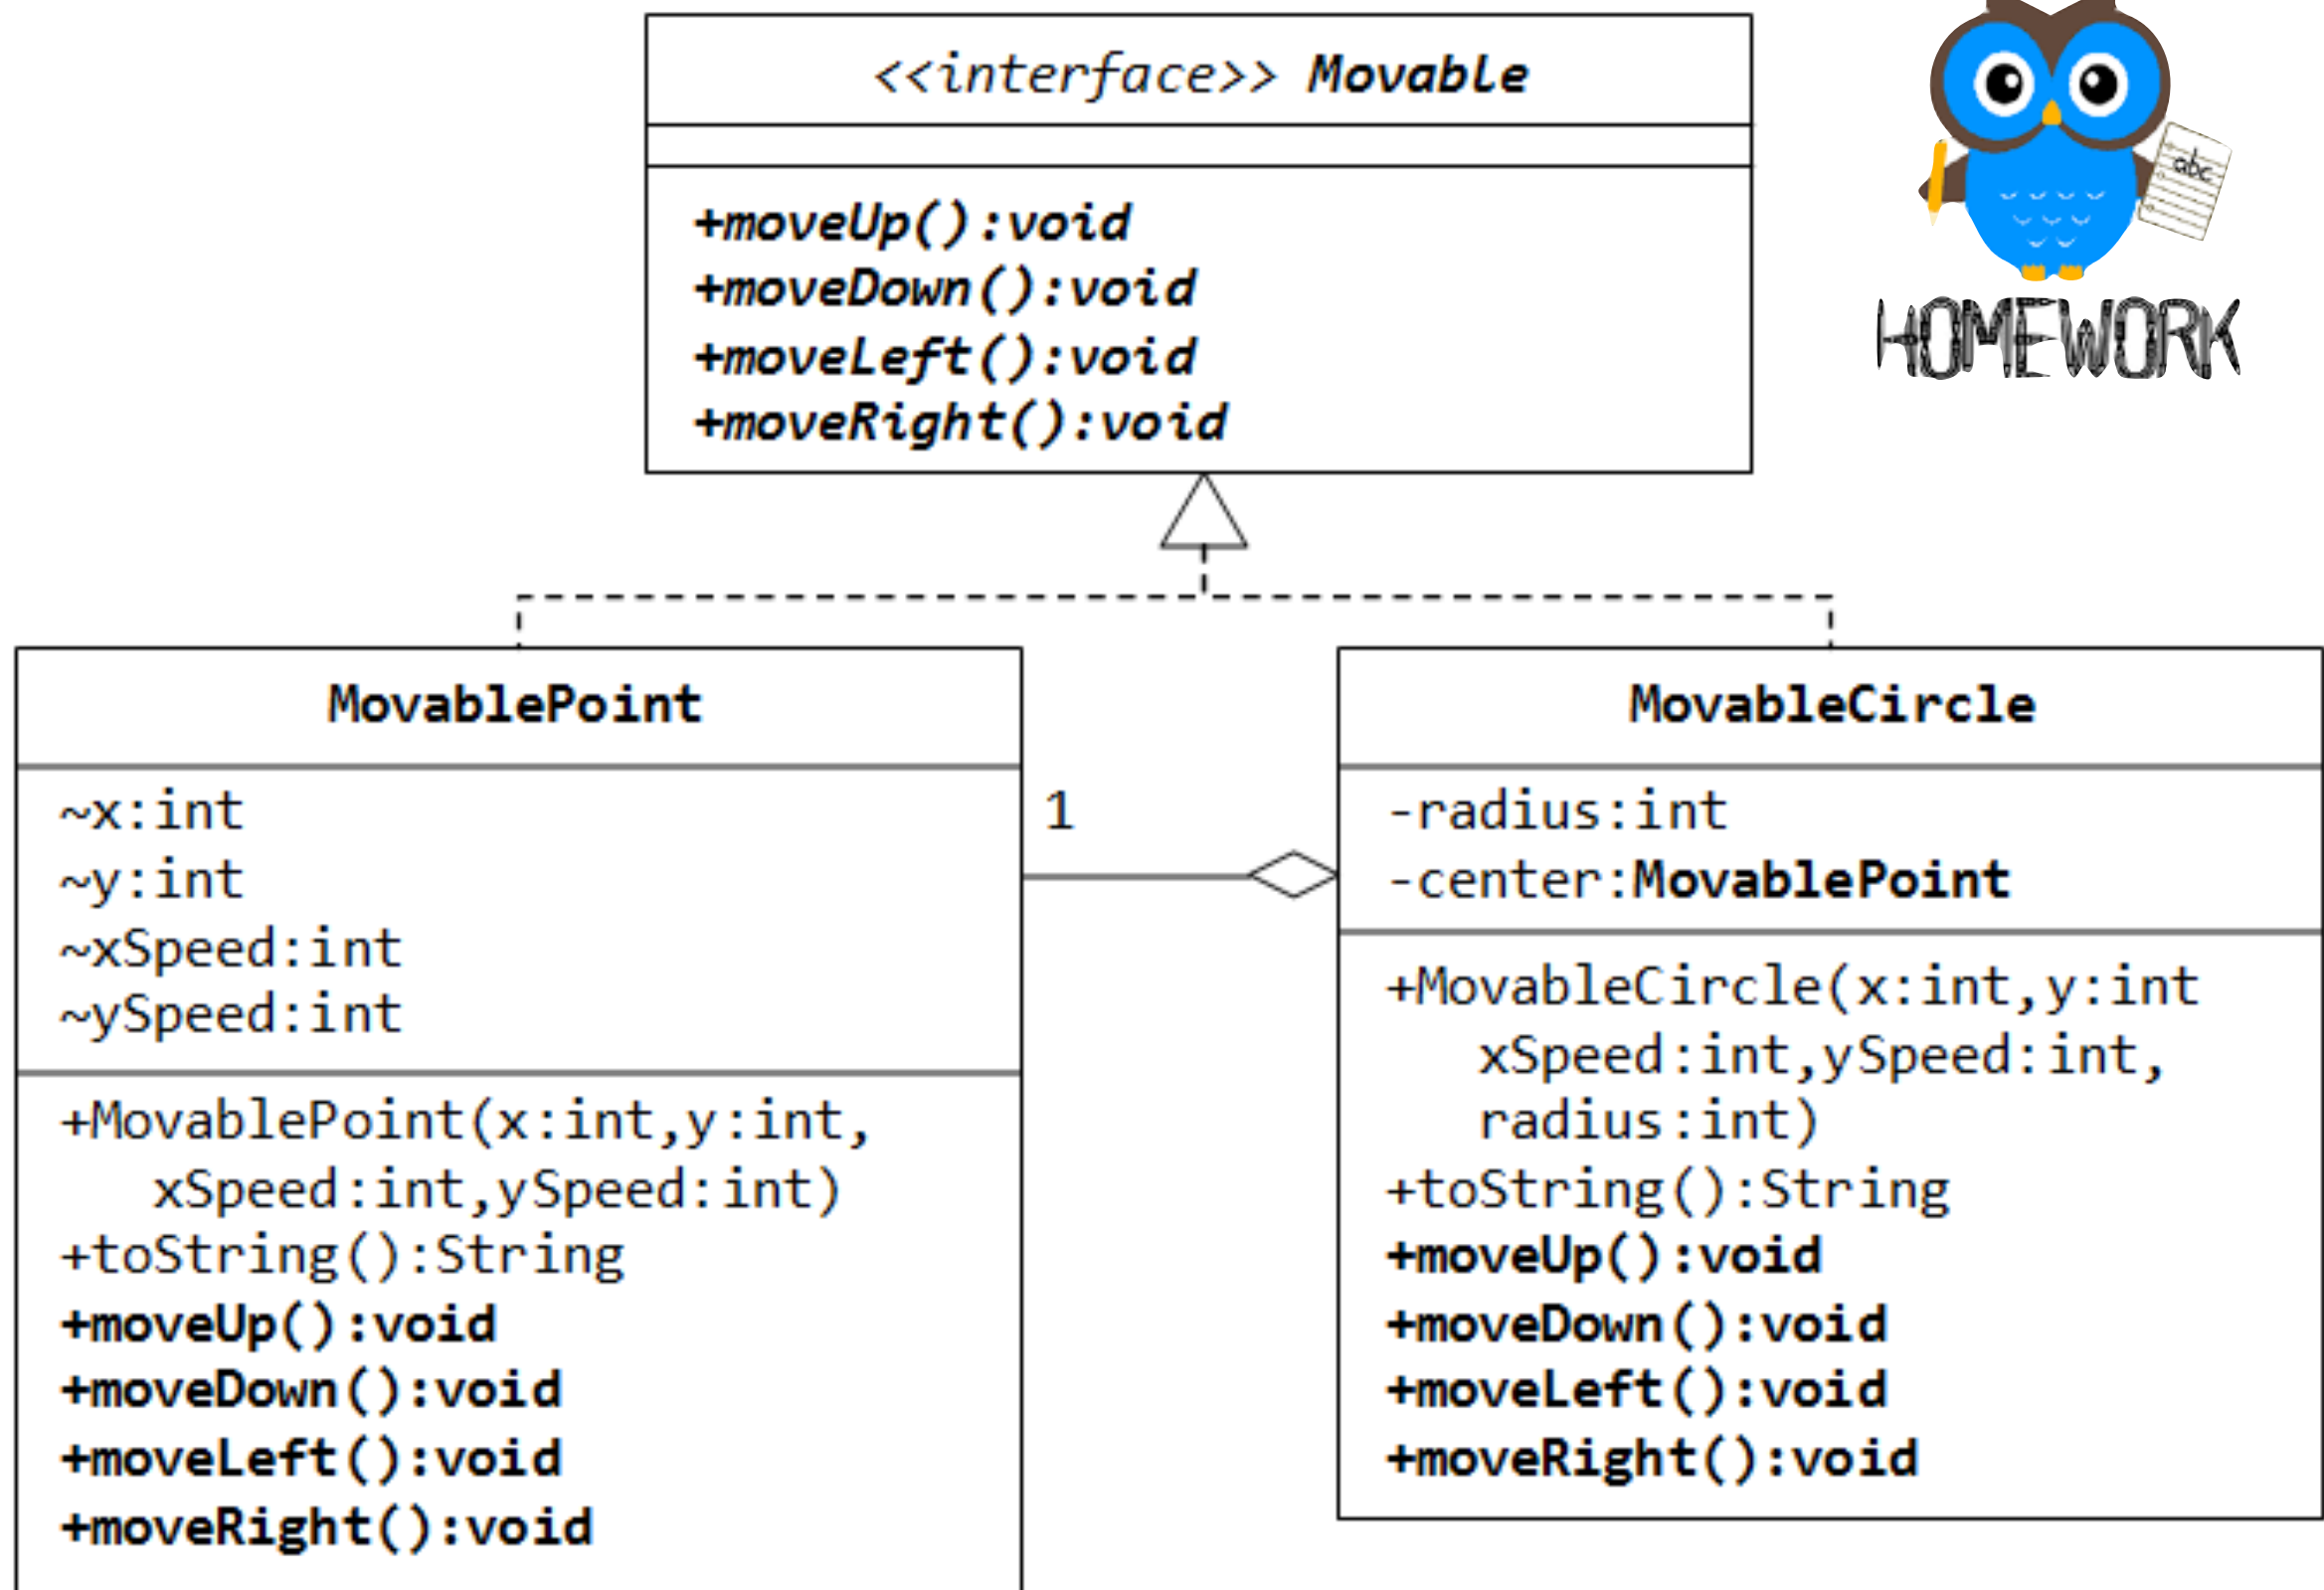 <<interface>> Movable
+moveUp():void
+moveDown():void
+moveLeft():void
+moveRight():void
abc
HOMEWORK
MovablePoint
~x:int
~y:int
~xSpeed:int
~ySpeed:int
+MovablePoint(x:int,y:int,
xSpeed:int,ySpeed:int)
+toString():String
+moveUp():void
+moveDown():void
+moveLeft():void
+moveRight():void
1
MovableCircle
-radius:int
-center:MovablePoint
+MovableCircle(x:int,y:int
xSpeed:int,ySpeed:int,
radius:int)
+toString():String
+moveUp():void
+moveDown():void
+moveLeft():void
+moveRight():void